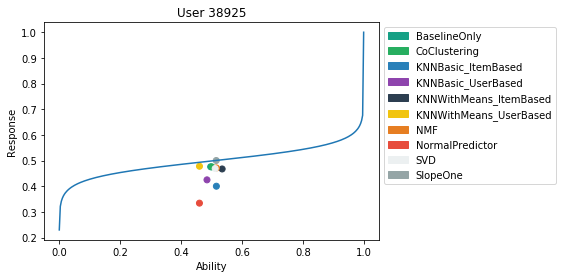 User 38925
1.0
0.9
0.8
0.7
0.6
0.5
0.4
0.3
0.2
Response
0.0
0.2
0.4
0.6
0.8
1.0
Ability
BaselineOnly
CoClustering
KNNBasic_ItemBased
KNNBasic_UserBased
KNNWithMeans_ItemBased
KNNWithMeans_UserBased
NMF
NormalPredictor
SVD
SlopeOne